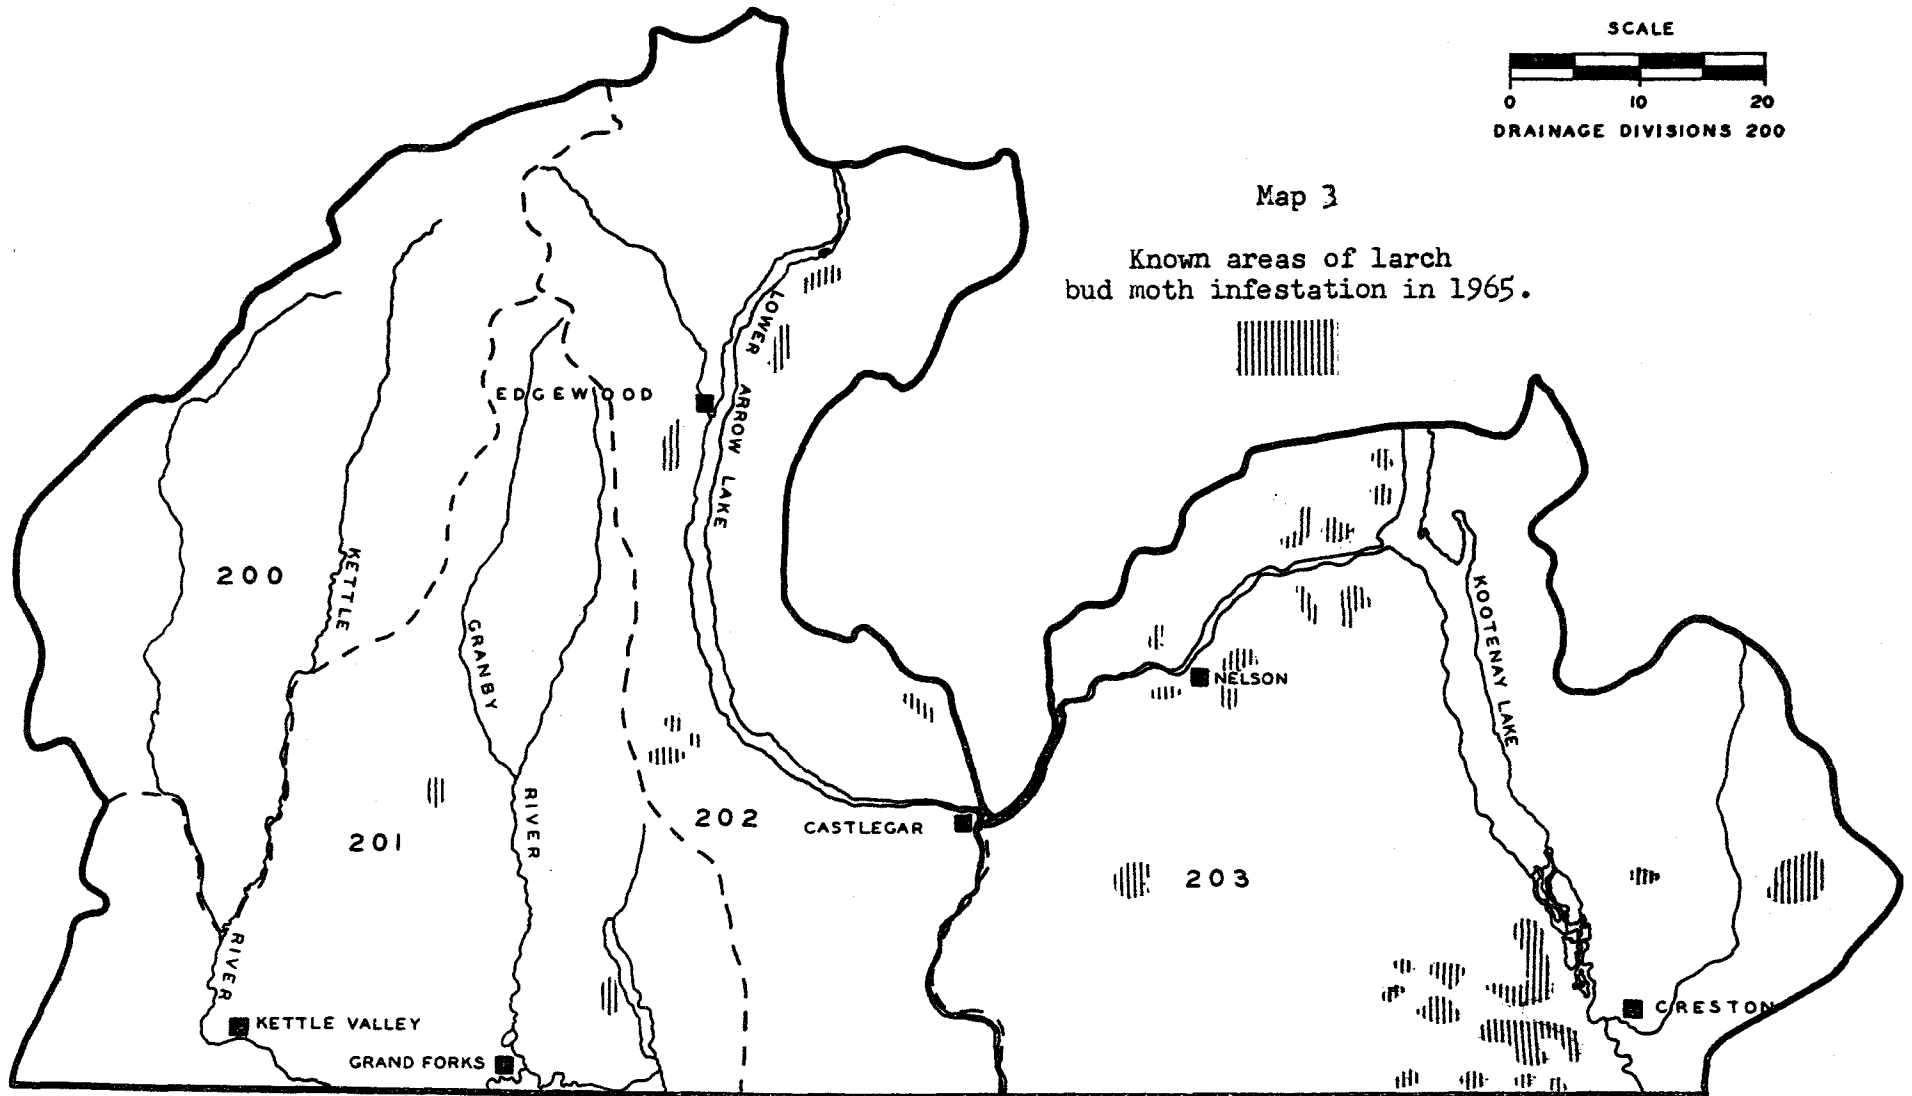 SCALE
0 10 20
DRAINAGE DIVISIONS 200
Map 3
Known areas of larch
bud moth infestation in 1965.
LOWER ARROW LAKE
EDGEWOOD
200
KETTLE
RIVER
GRANBY
RIVER
KOOTENAY LAKE
NELSON
201
202
CASTLEGAR
203
KETTLE VALLEY
GRAND FORKS
CRESTON